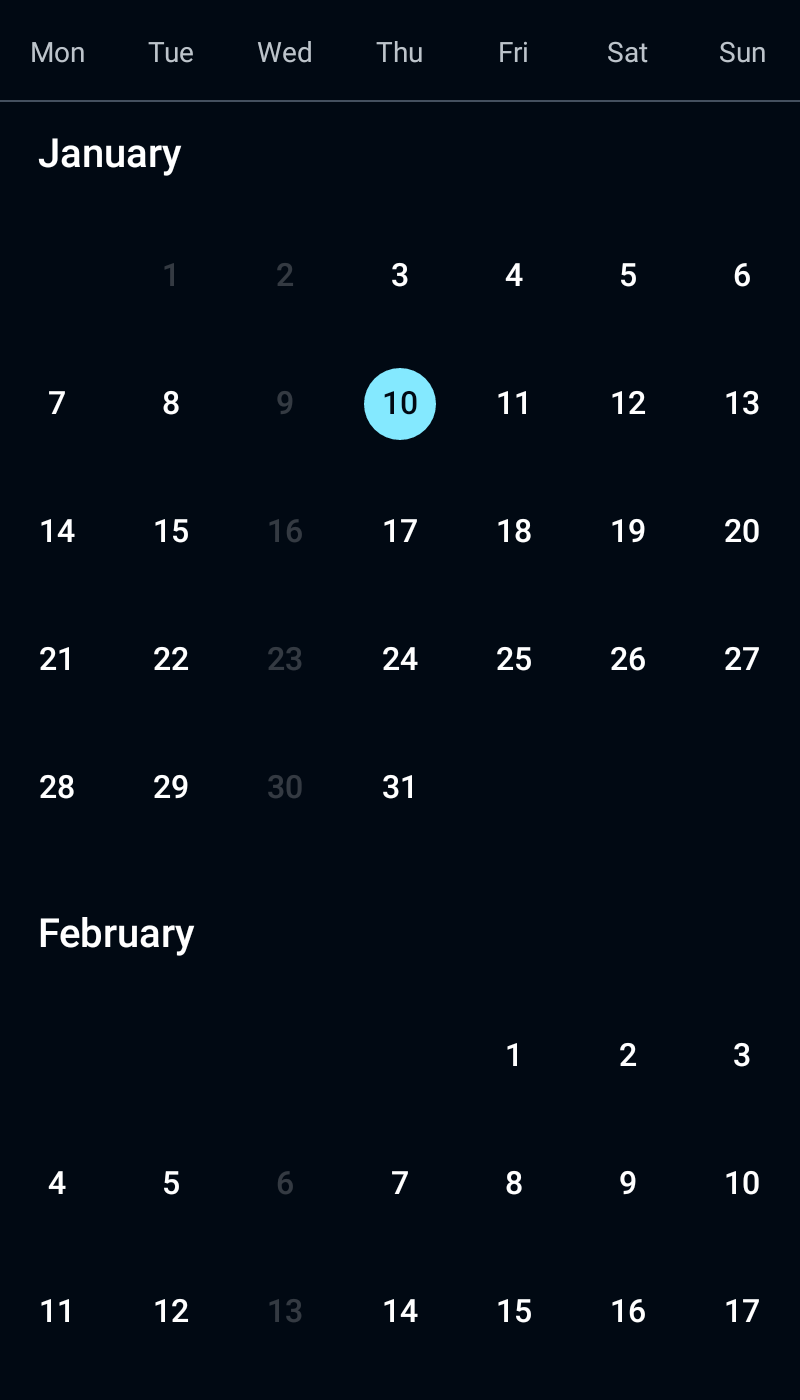 Mon Tue Wed Thu Fri Sat Sun
January
1 2 3 4 5 6
7 8 9 10 11 12 13
14 15 16 17 18 19 20
21 22 23 24 25 26 27
28 29 30 31
February
1 2 3
4 5 6 7 8 9 10
11 12 13 14 15 16 17